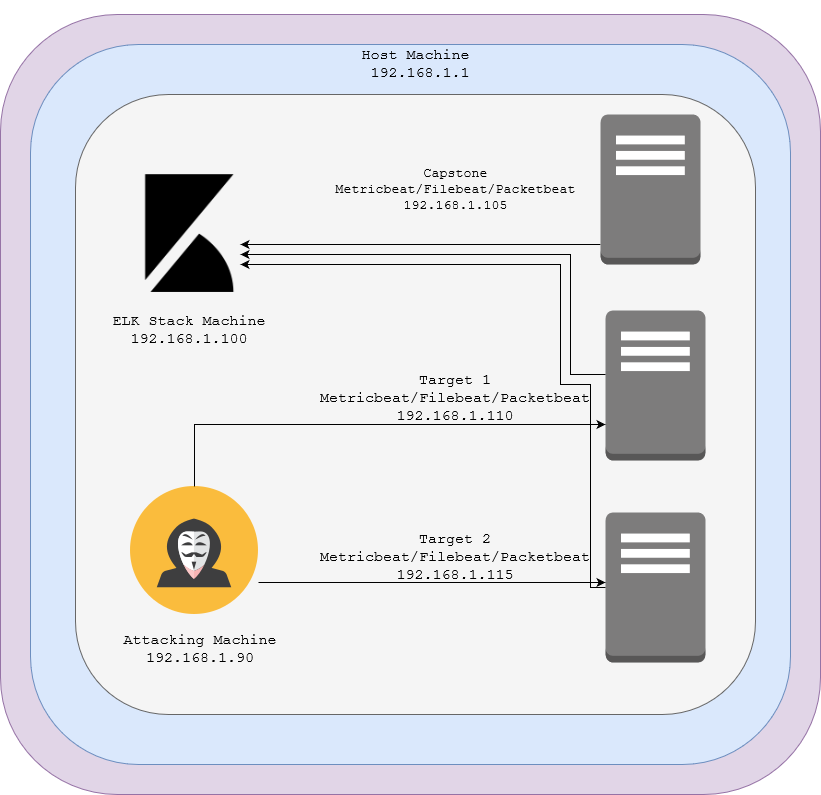 Host Machine
192.168.1.1
Capstone
Metricbeat/Filebeat/Packetbeat
192.168.1.105
ELK Stack Machine
192.168.1.100
Target 1
Metricbeat/Filebeat/Packetbeat
192.168.1.110
Target 2
Metricbeat/Filebeat/Packetbeat
192.168.1.115
Attacking Machine
192.168.1.90